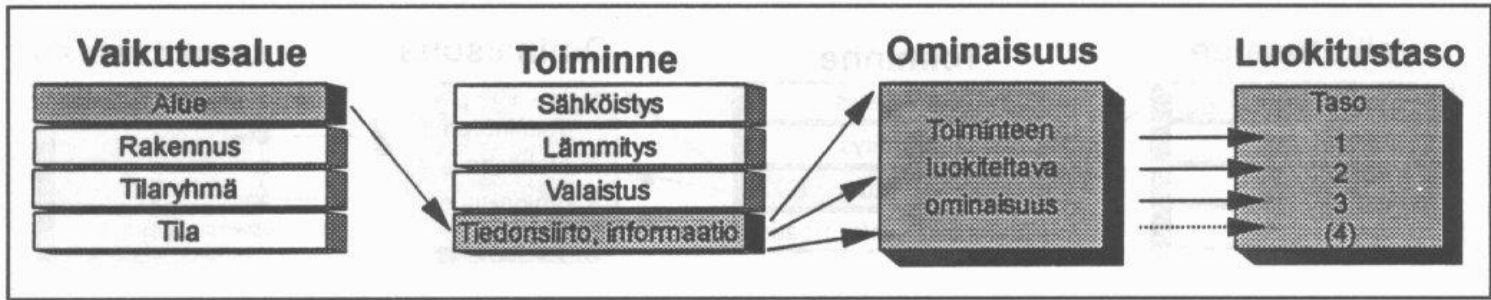 Vaikutusalue
Alue
Rakennus
Tilaryhmä
Tila
Toiminne
Sähköistys
Lämmitys
Valaistus
Tiedonsiirto, informaatio
Ominaisuus
Toiminteen
luokiteltava
ominaisuus
Luokitustaso
Taso
1
2
3
(4)